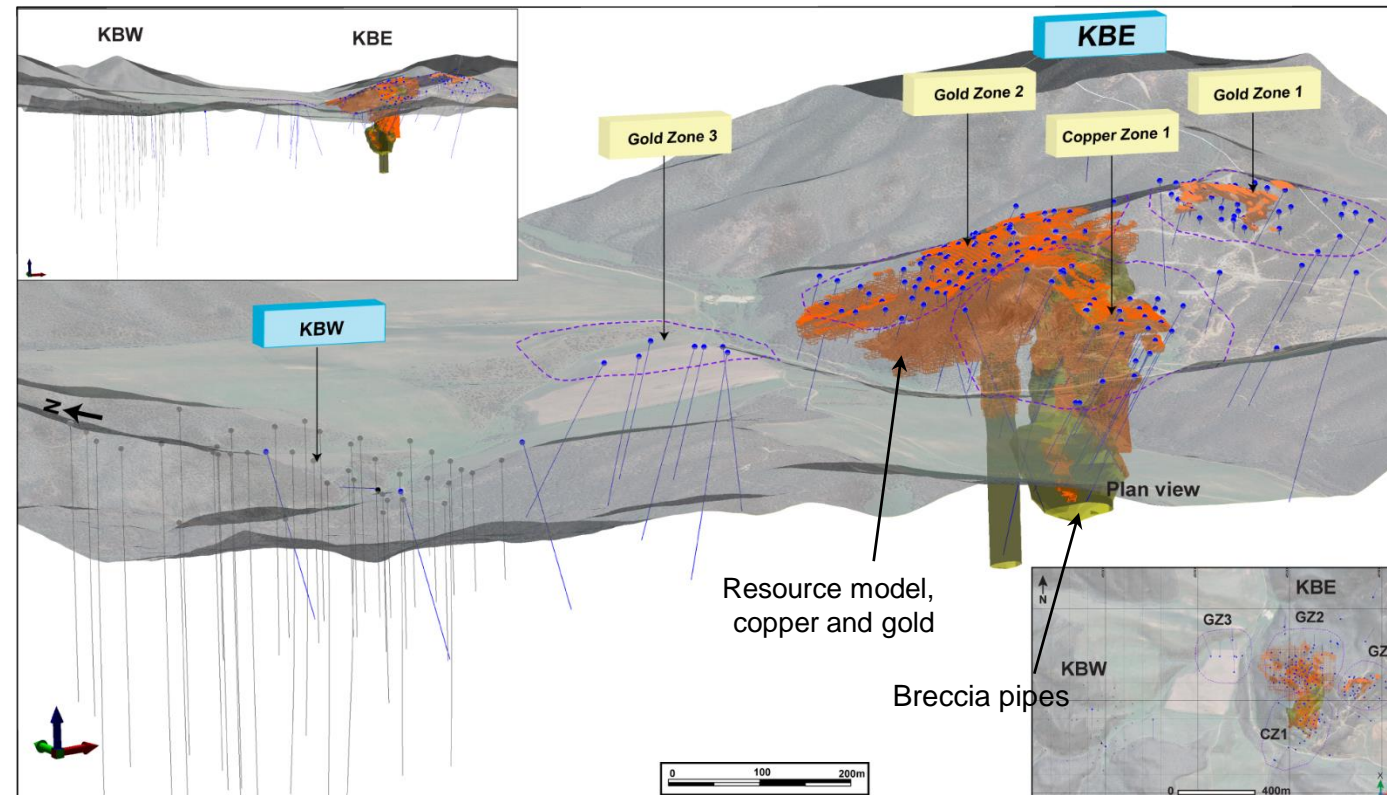 KBW
KBE
KBE
Gold Zone 2
Gold Zone 1
Gold Zone 3
Copper Zone 1
KBW
N
Plan view
Resource model,
copper and gold
Breccia pipes
0 100 200m
N
KBE
GZ3
GZ2
GZ
KBW
CZ1
0 400m
X